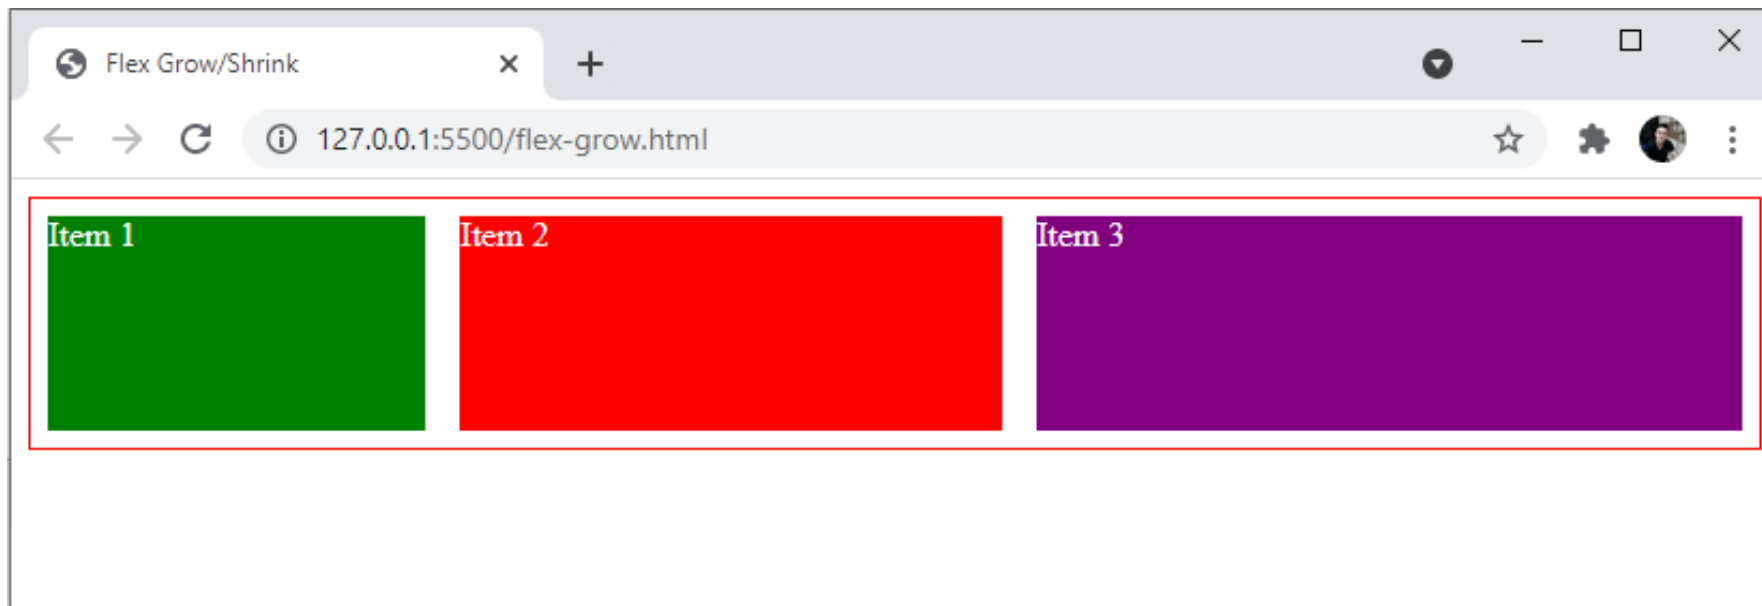 Flex Grow/Shrink
127.0.0.1:5500/flex-grow.html
Item 1
Item 2
Item 3